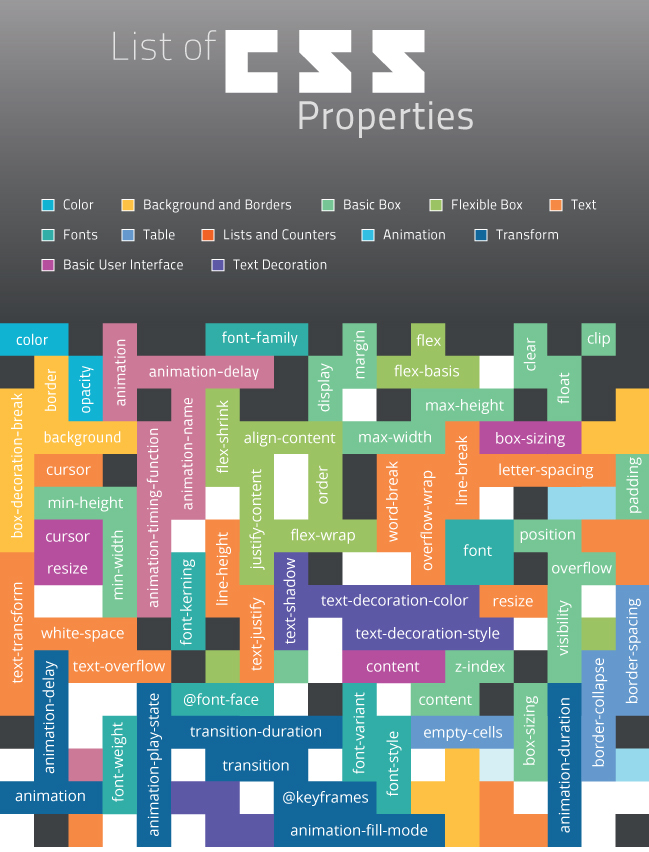 List of CSS
Properties
Color
Background and Borders
Basic Box
Flexible Box
Text
Fonts
Table
Lists and Counters
Animation
Transform
Basic User Interface
Text Decoration
color
animation
font-family
margin
flex
clear
clip
border
opacity
animation-delay
display
flex-basis
float
box-decoration-break
animation-name
flex-shrink
max-height
background
animation-timing-function
align-content
max-width
line-break
box-sizing
cursor
justify-content
order
word-break
overflow-wrap
letter-spacing
padding
min-height
cursor
min-width
line-height
flex-wrap
font
position
resize
text-transform
font-kerning
text-shadow
overflow
text-justify
text-decoration-color
resize
visibility
border-spacing
white-space
text-decoration-style
animation-delay
text-overflow
content
z-index
border-collapse
animation-play-state
@font-face
font-variant
content
box-sizing
animation-duration
font-weight
transition-duration
font-style
empty-cells
transition
animation
@keyframes
animation-fill-mode